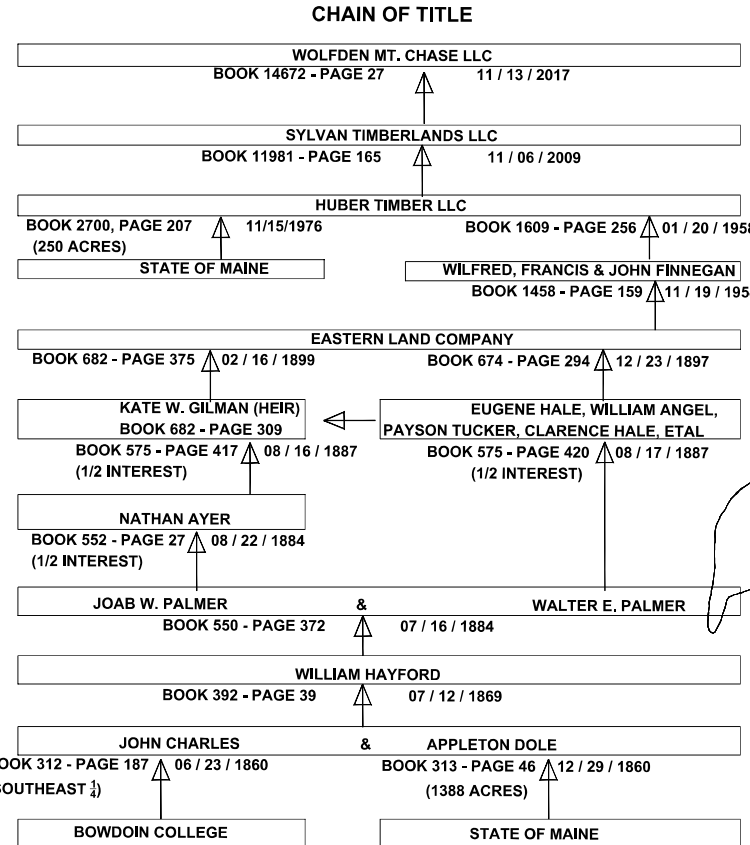 CHAIN OF TITLE
WOLFDEN MT. CHASE LLC
BOOK 14672 - PAGE 27 11 / 13 / 2017
SYLVAN TIMBERLANDS LLC
BOOK 11981 - PAGE 165 11 / 06 / 2009
HUBER TIMBER LLC
BOOK 2700, PAGE 207 11/15/1976
(250 ACRES)
BOOK 1609 - PAGE 256 01 / 20 / 1958
STATE OF MAINE
WILFRED, FRANCIS & JOHN FINNEGAN
BOOK 1458 - PAGE 159 11 / 19 / 195
EASTERN LAND COMPANY
BOOK 682 - PAGE 375 02 / 16 / 1899
BOOK 674 - PAGE 294 12 / 23 / 1897
KATE W. GILMAN (HEIR)
BOOK 682 - PAGE 309
EUGENE HALE, WILLIAM ANGEL,
PAYSON TUCKER, CLARENCE HALE, ETAL
BOOK 575 - PAGE 417 08 / 16 / 1887
(1/2 INTEREST)
BOOK 575 - PAGE 420 08 / 17 / 1887
(1/2 INTEREST)
NATHAN AYER
BOOK 552 - PAGE 27 08 / 22 / 1884
(1/2 INTEREST)
JOAB W. PALMER & WALTER E. PALMER
BOOK 550 - PAGE 372 07 / 16 / 1884
WILLIAM HAYFORD
BOOK 392 - PAGE 39 07 / 12 / 1869
JOHN CHARLES & APPLETON DOLE
OOK 312 - PAGE 187 06 / 23 / 1860
SOUTHEAST 1/4)
BOOK 313 - PAGE 46 12 / 29 / 1860
(1388 ACRES)
BOWDOIN COLLEGE
STATE OF MAINE